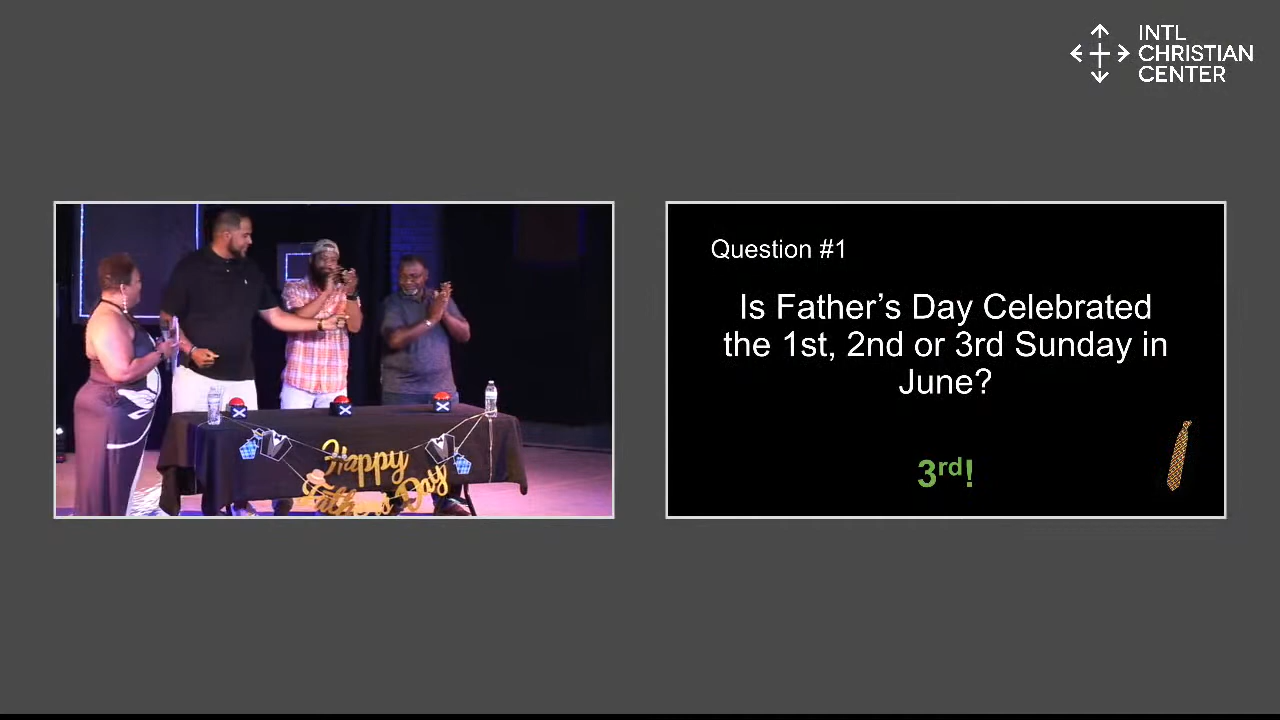 INTL
CHRISTIAN
CENTER
Question #1
Is Father’s Day Celebrated
the 1st, 2nd or 3rd Sunday in
June?
3rd!
Happy
Fathers Day